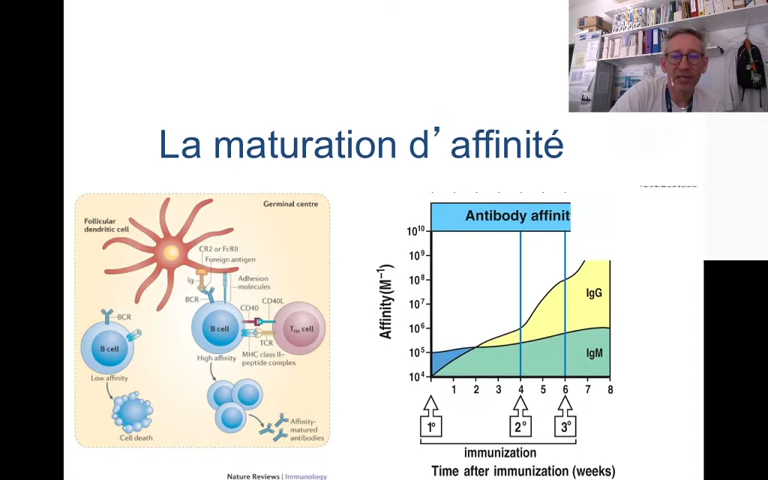 La maturation d’affinité
Germinal centre
Follicular
dendritic cell
CR2 or FcRII
Foreign antigen
Ig
Adhesion
molecules
BCR
CD40
CD40L
BCR
B cell
B cell
TFH cell
TCR
High affinity
MHC class II–
peptide complex
Low affinity
Cell death
Affinity-
matured
antibodies
Nature Reviews | Immunology
Antibody affinit
Affinity (M⁻¹)
10¹⁰
10⁹
10⁸
10⁷
10⁶
10⁵
10⁴
IgG
IgM
1 2 3 4 5 6 7 8
1° 2° 3°
immunization
Time after immunization (weeks)